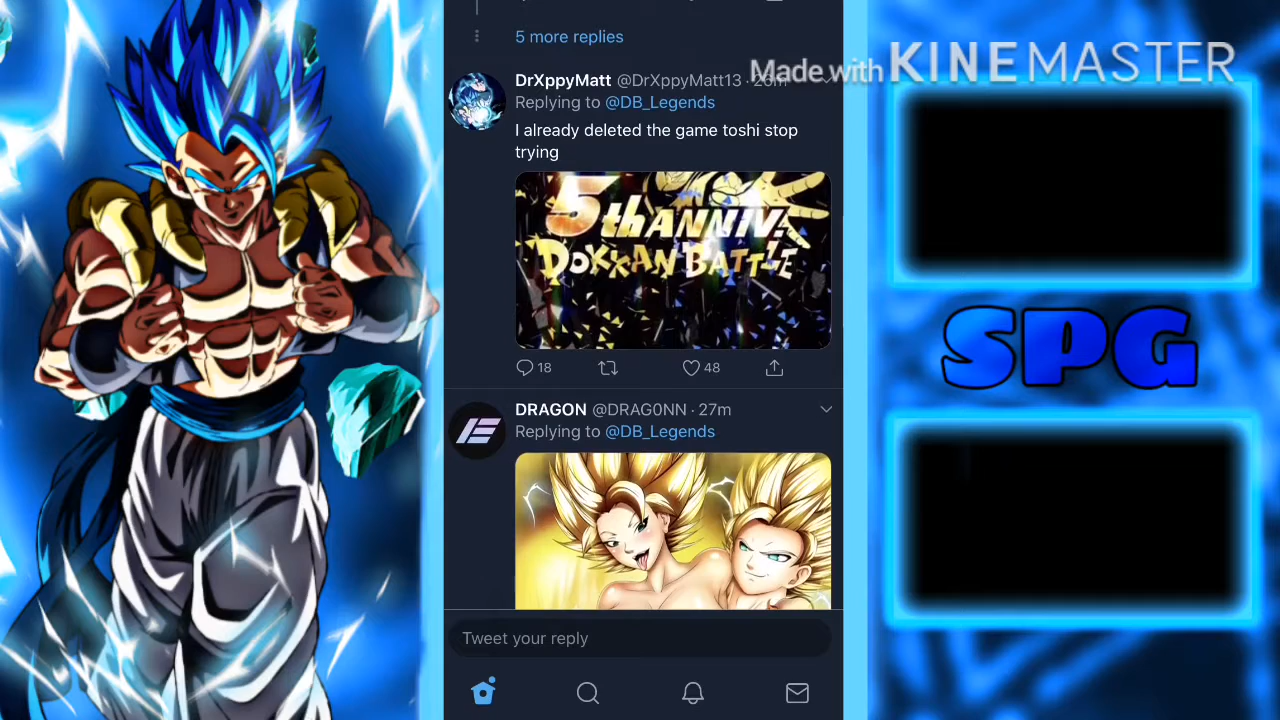 5 more replies
Made with KINEMASTER
DrXppyMatt @DrXppyMatt13 · 26m
Replying to @DB_Legends
I already deleted the game toshi stop
trying
5th ANNIV.
DOKKAN BATTLE
18 48
SPG
DRAGON @DRAG0NN · 27m
Replying to @DB_Legends
Tweet your reply